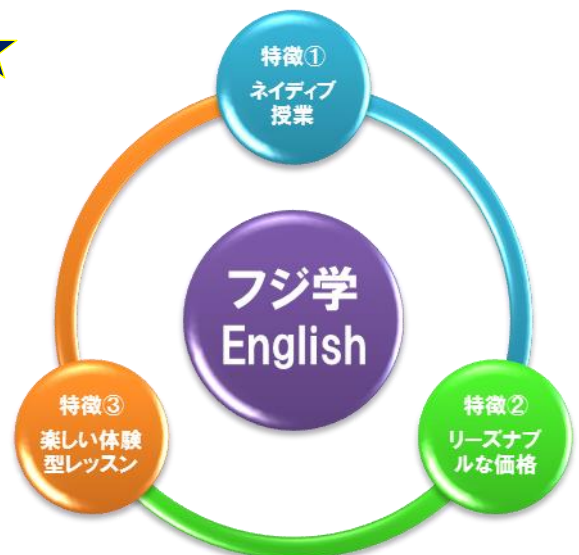 特徴①
ネイディブ
授業
フジ学
English
特徴③
楽しい体験
型レッスン
特徴②
リーズナブ
ルな価格